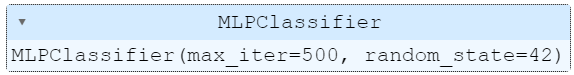 ▾ MLPClassifier
MLPClassifier(max_iter=500, random_state=42)